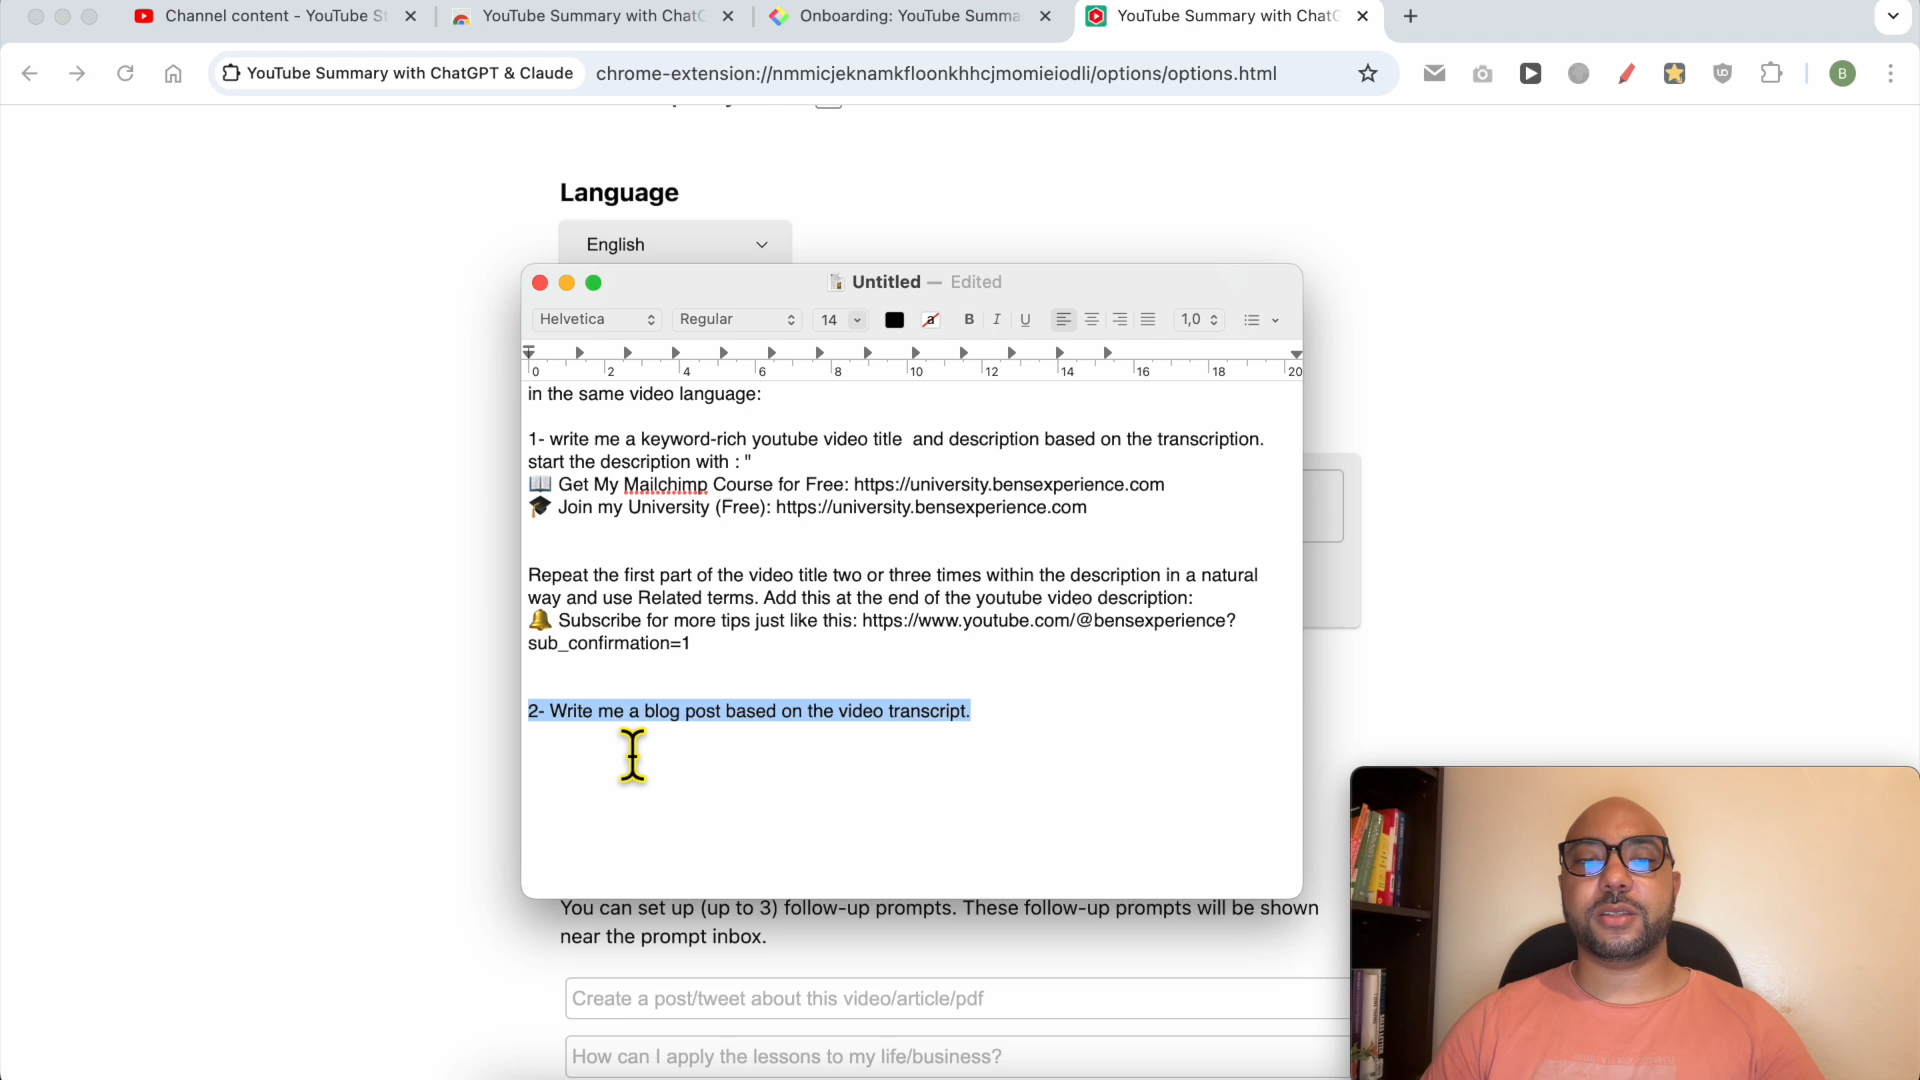 Channel content - YouTube St
YouTube Summary with ChatG
Onboarding: YouTube Summa
YouTube Summary with ChatG
YouTube Summary with ChatGPT & Claude
chrome-extension://nmmicjeknamkfloonkhhcjmomieiodli/options/options.html
B
Language
English
Untitled — Edited
Helvetica
Regular
14
a
B I U
1,0
0 2 4 6 8 10 12 14 16 18 20
in the same video language:
1- write me a keyword-rich youtube video title and description based on the transcription.
start the description with : "
📖 Get My Mailchimp Course for Free: https://university.bensexperience.com
🎓 Join my University (Free): https://university.bensexperience.com
Repeat the first part of the video title two or three times within the description in a natural
way and use Related terms. Add this at the end of the youtube video description:
🔔 Subscribe for more tips just like this: https://www.youtube.com/@bensexperience?
sub_confirmation=1
2- Write me a blog post based on the video transcript.
You can set up (up to 3) follow-up prompts. These follow-up prompts will be shown
near the prompt inbox.
Create a post/tweet about this video/article/pdf
How can I apply the lessons to my life/business?